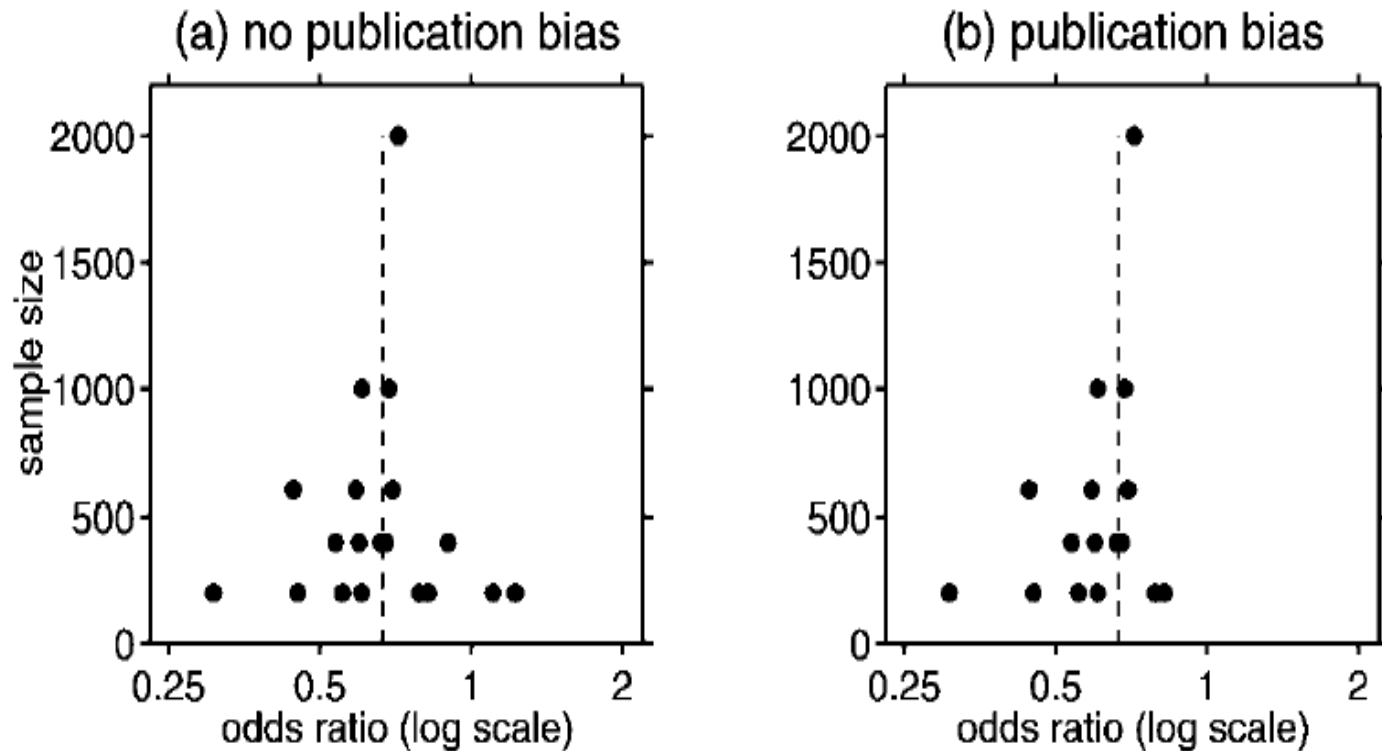 (a) no publication bias
2000
1500
1000
500
0
sample size
0.25 0.5 1 2
odds ratio (log scale)
(b) publication bias
2000
1500
1000
500
0
0.25 0.5 1 2
odds ratio (log scale)